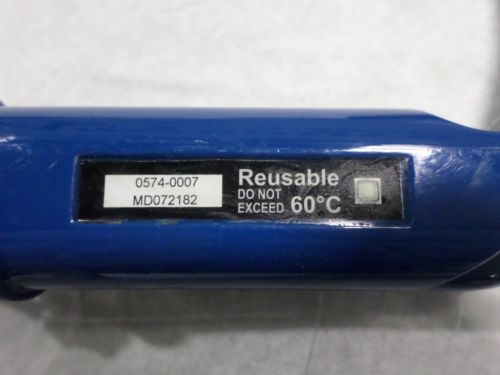 0574-0007
MD072182
Reusable
DO NOT
EXCEED 60°C